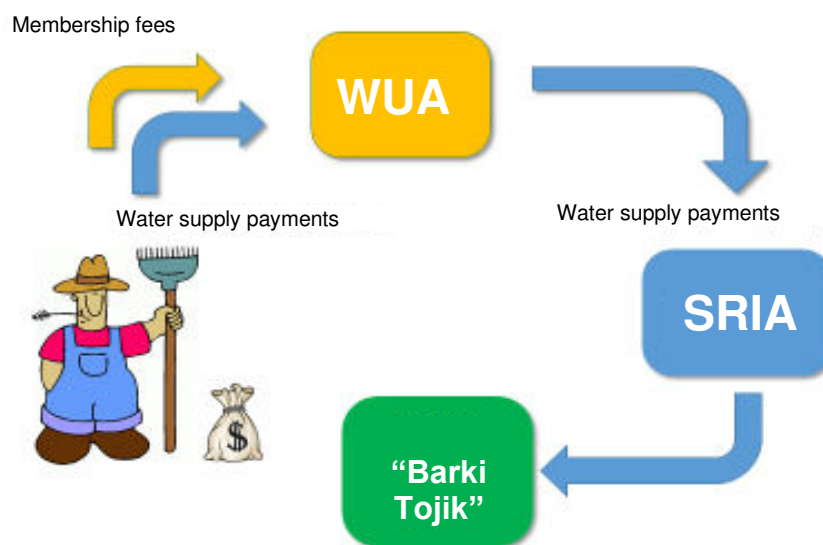 Membership fees
WUA
Water supply payments
Water supply payments
SRIA
$
“Barki
Tojik”